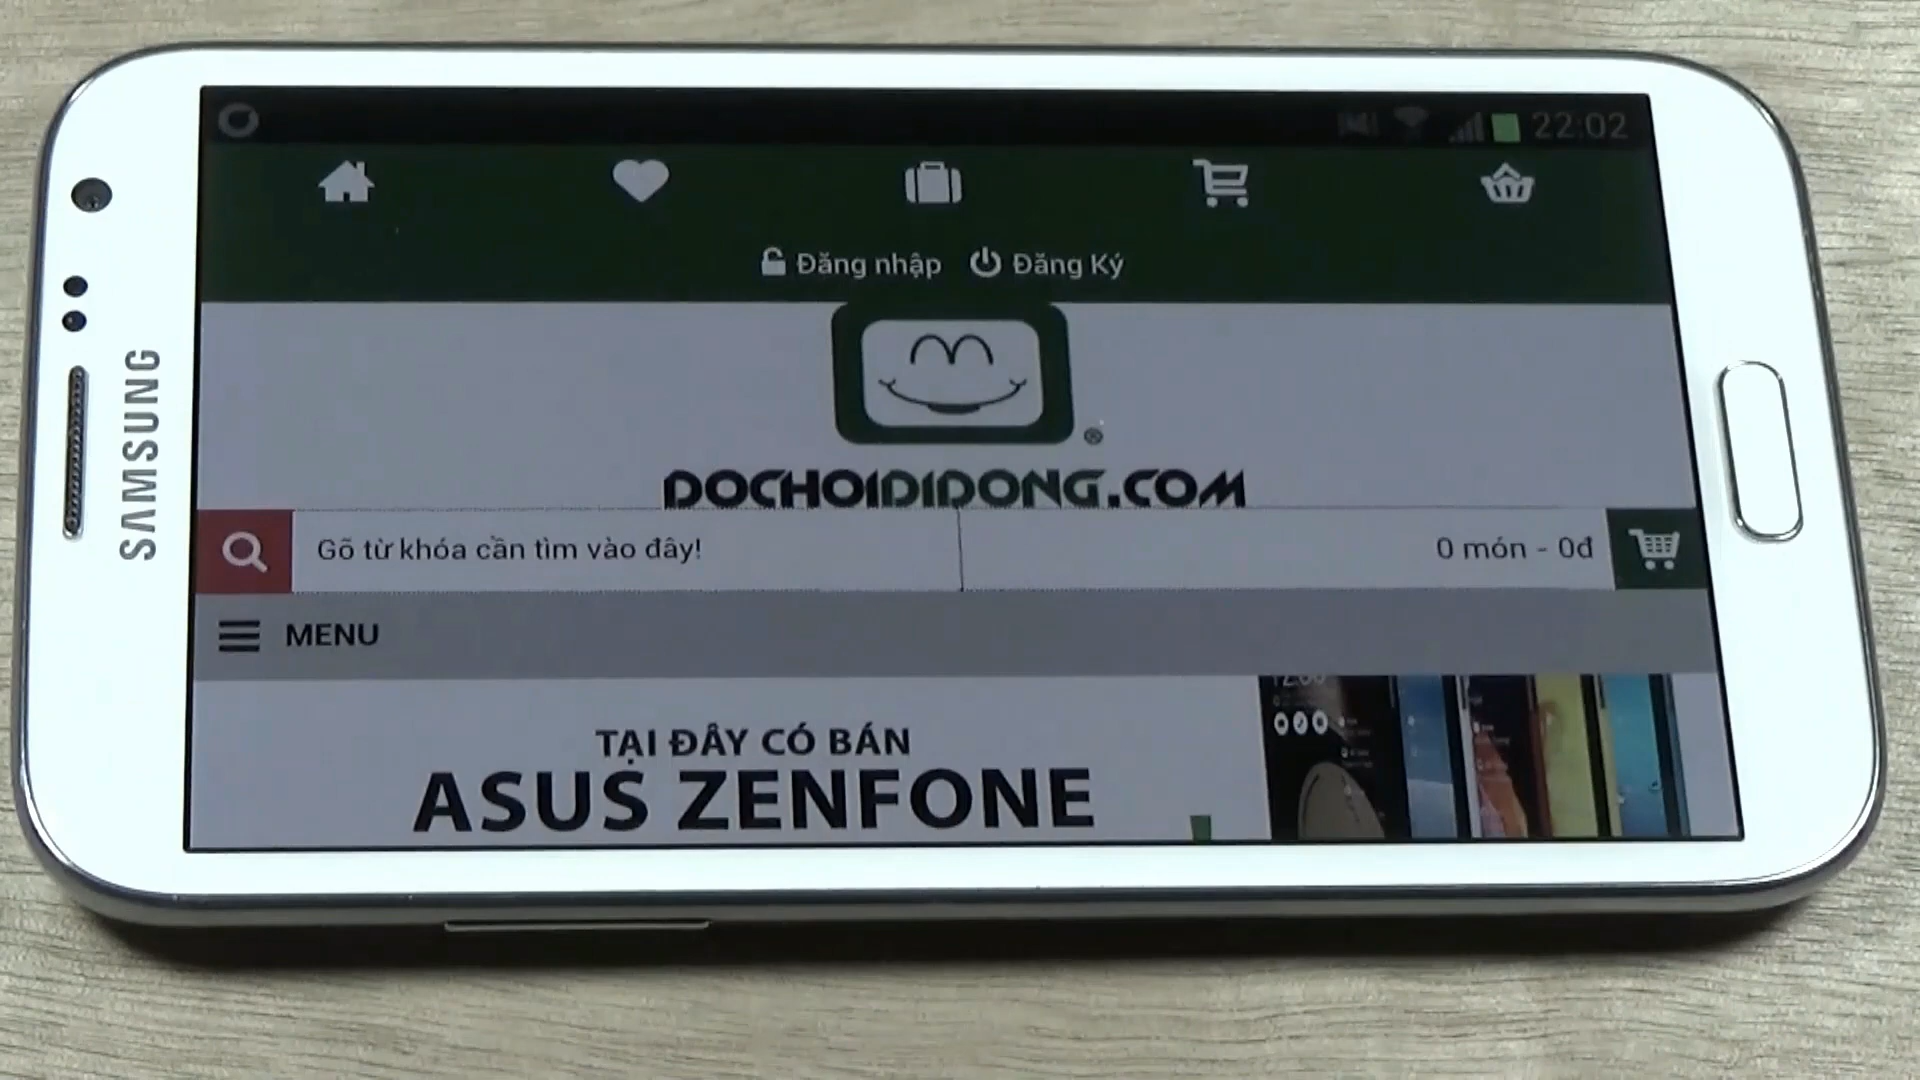 22:02
Đăng nhập Đăng Ký
DOCHOIDIDONG.COM
Gõ từ khóa cần tìm vào đây!
0 món - 0đ
MENU
TẠI ĐÂY CÓ BÁN
ASUS ZENFONE
SAMSUNG